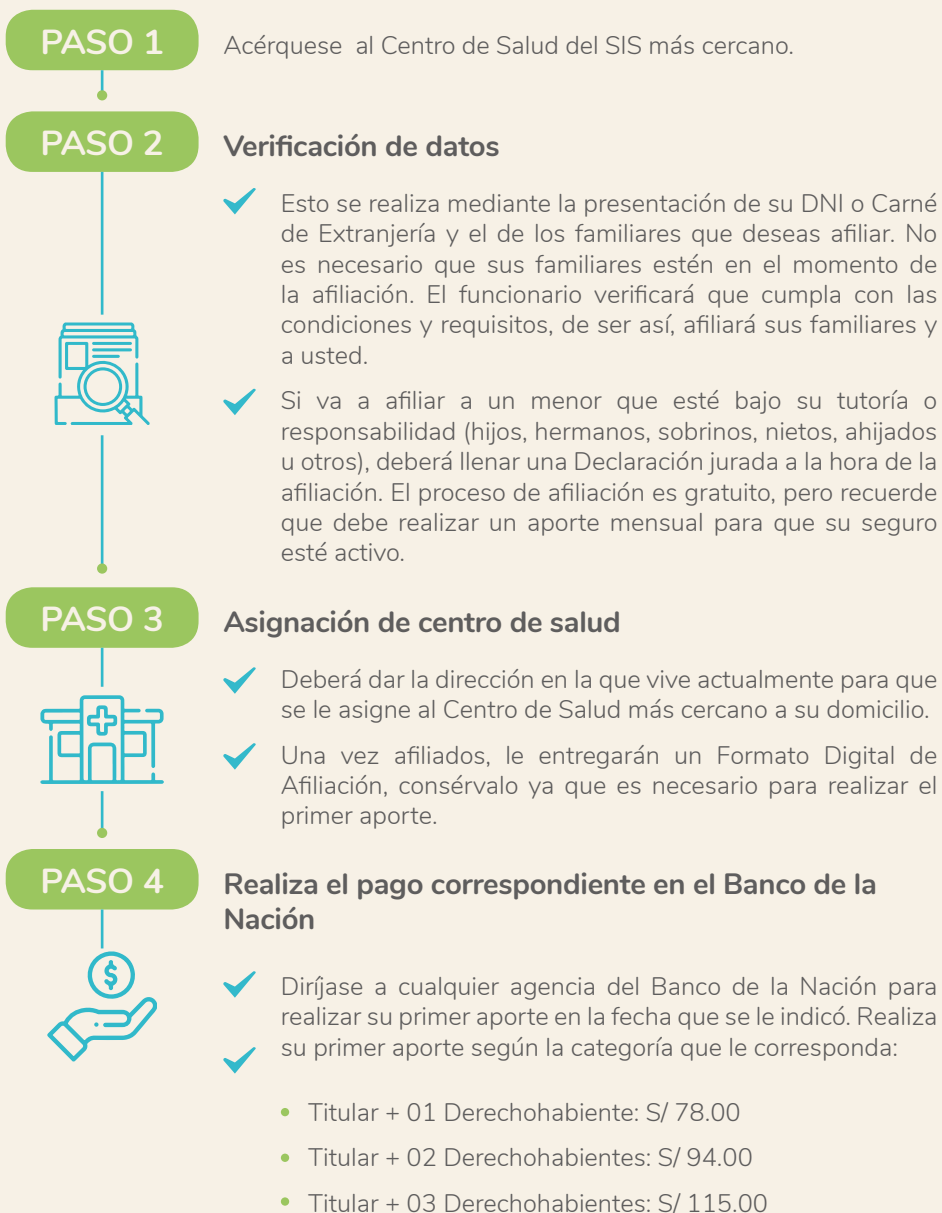 PASO 1
Acérquese al Centro de Salud del SIS más cercano.
PASO 2
Verificación de datos
Esto se realiza mediante la presentación de su DNI o Carné
de Extranjería y el de los familiares que deseas afiliar. No
es necesario que sus familiares estén en el momento de
la afiliación. El funcionario verificará que cumpla con las
condiciones y requisitos, de ser así, afiliará sus familiares y
a usted.
Si va a afiliar a un menor que esté bajo su tutoría o
responsabilidad (hijos, hermanos, sobrinos, nietos, ahijados
u otros), deberá llenar una Declaración jurada a la hora de la
afiliación. El proceso de afiliación es gratuito, pero recuerde
que debe realizar un aporte mensual para que su seguro
esté activo.
PASO 3
Asignación de centro de salud
Deberá dar la dirección en la que vive actualmente para que
se le asigne al Centro de Salud más cercano a su domicilio.
Una vez afiliados, le entregarán un Formato Digital de
Afiliación, consérvalo ya que es necesario para realizar el
primer aporte.
PASO 4
Realiza el pago correspondiente en el Banco de la
Nación
$
Diríjase a cualquier agencia del Banco de la Nación para
realizar su primer aporte en la fecha que se le indicó. Realiza
su primer aporte según la categoría que le corresponda:
• Titular + 01 Derechohabiente: S/ 78.00
• Titular + 02 Derechohabientes: S/ 94.00
• Titular + 03 Derechohabientes: S/ 115.00